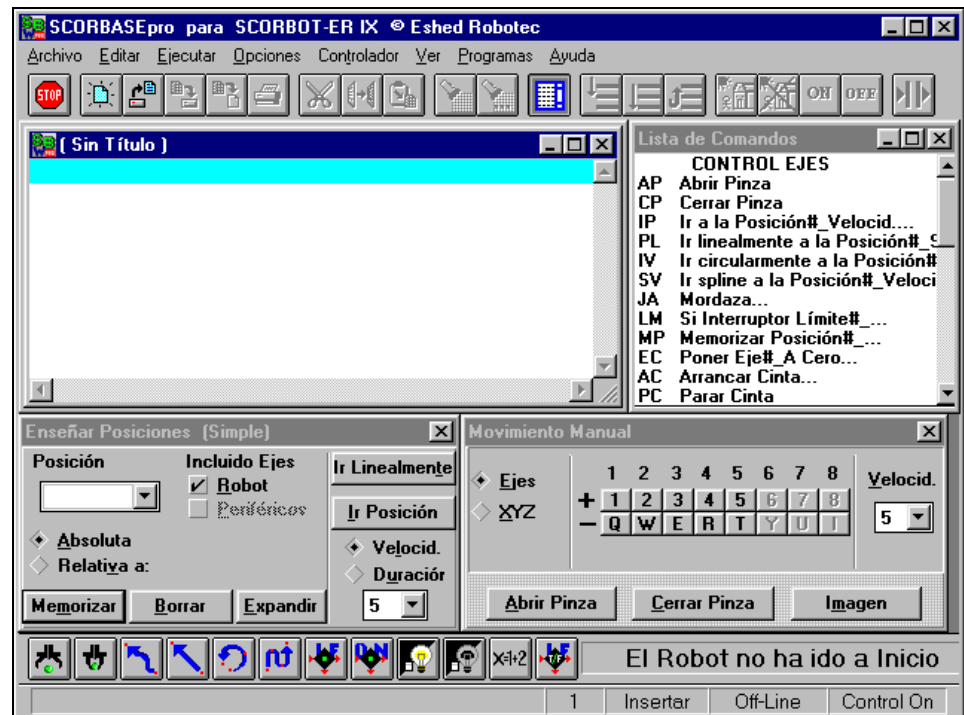 SCORBASEpro para SCORBOT-ER IX © Eshed Robotec
Archivo Editar Ejecutar Opciones Controlador Ver Programas Ayuda
STOP ON OFF
( Sin Título )
Lista de Comandos
CONTROL EJES
AP Abrir Pinza
CP Cerrar Pinza
IP Ir a la Posición#_Velocid....
PL Ir linealmente a la Posición#_S
IV Ir circularmente a la Posición#
SV Ir spline a la Posición#_Veloci
JA Mordaza...
LM Si Interruptor Límite#_...
MP Memorizar Posición#_...
EC Poner Eje#_A Cero...
AC Arrancar Cinta...
PC Parar Cinta
Enseñar Posiciones (Simple)
Posición
Incluido Ejes
Robot
Periféricos
Absoluta
Relativa a:
Memorizar Borrar Expandir
Ir Linealmente
Ir Posición
Velocid.
Duraciór
5
Movimiento Manual
Ejes
XYZ
1 2 3 4 5 6 7 8
+ 1 2 3 4 5 6 7 8
- Q W E R T Y U I
Velocid.
5
Abrir Pinza Cerrar Pinza Imagen
IF ON X=1+2 IF
El Robot no ha ido a Inicio
1 Insertar Off-Line Control On